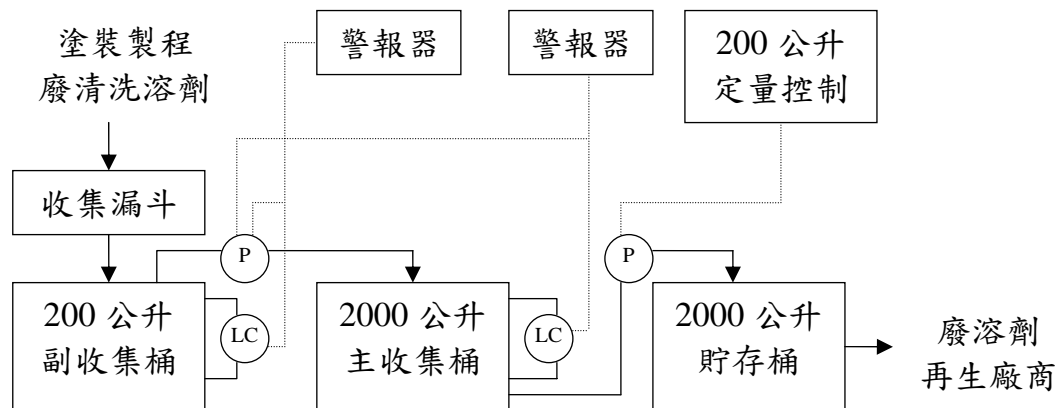 塗裝製程
廢清洗溶劑
警報器
警報器
200 公升
定量控制
收集漏斗
P
P
200 公升
副收集桶
LC
2000 公升
主收集桶
LC
2000 公升
貯存桶
廢溶劑
再生廠商